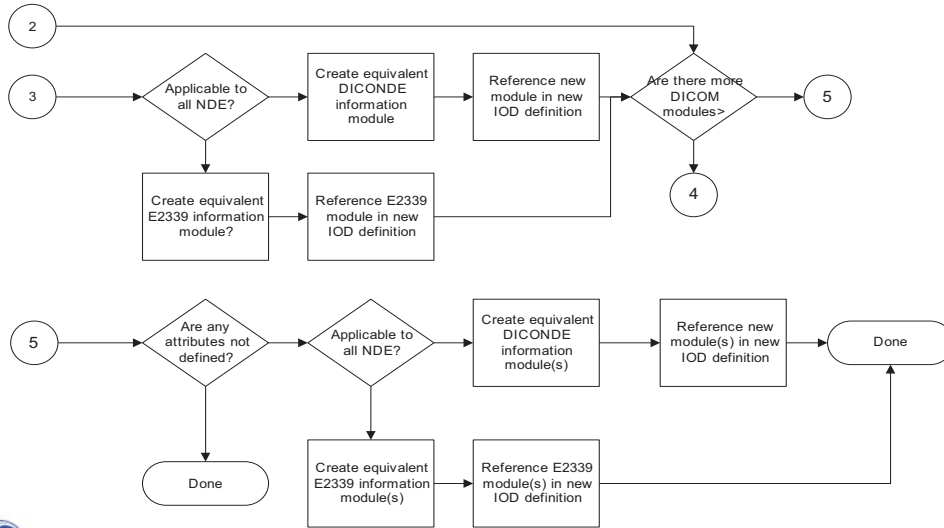 2
3
Applicable to
all NDE?
Create equivalent
DICONDE
information
module
Reference new
module in new
IOD definition
Are there more
DICOM
modules>
5
4
Create equivalent
E2339 information
module?
Reference E2339
module in new
IOD definition
5
Are any
attributes not
defined?
Applicable to
all NDE?
Create equivalent
DICONDE
information
module(s)
Reference new
module(s) in new
IOD definition
Done
Done
Create equivalent
E2339 information
module(s)
Reference E2339
module(s) in new
IOD definition